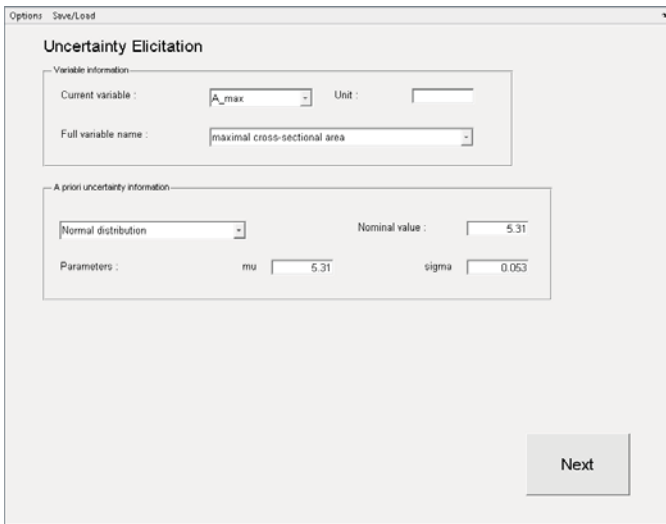 Options Save/Load
Uncertainty Elicitation
Variable information
Current variable : A_max Unit :
Full variable name : maximal cross-sectional area
A priori uncertainty information
Normal distribution Nominal value : 5.31
Parameters : mu 5.31 sigma 0.053
Next